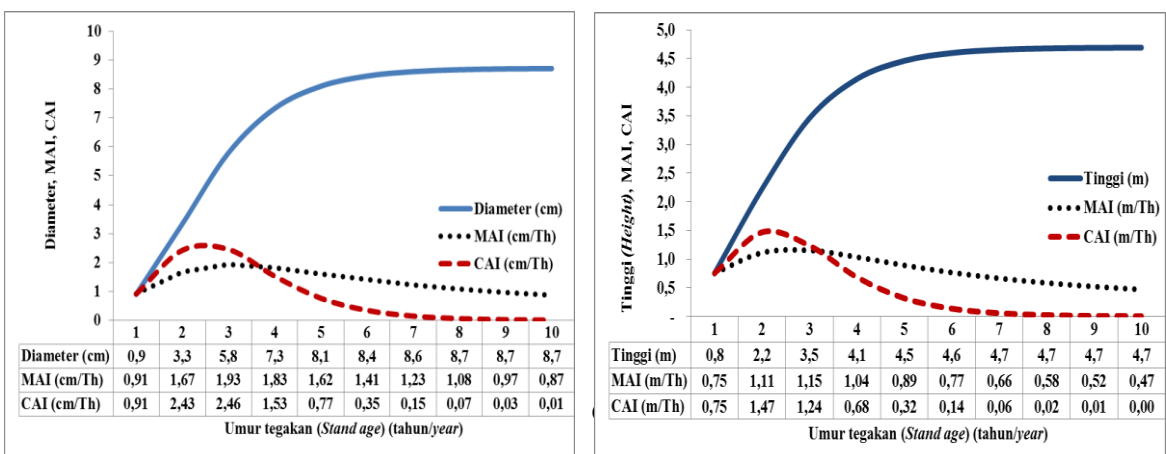 Diameter, MAI, CAI
10
9
8
7
6
5
4
3
2
1
0
Diameter (cm)
MAI (cm/Th)
CAI (cm/Th)
1 2 3 4 5 6 7 8 9 10
Diameter (cm) 0,9 3,3 5,8 7,3 8,1 8,4 8,6 8,7 8,7 8,7
MAI (cm/Th) 0,91 1,67 1,93 1,83 1,62 1,41 1,23 1,08 0,97 0,87
CAI (cm/Th) 0,91 2,43 2,46 1,53 0,77 0,35 0,15 0,07 0,03 0,01
Umur tegakan (Stand age) (tahun/year)
Tinggi (Height), MAI, CAI
5,0
4,5
4,0
3,5
3,0
2,5
2,0
1,5
1,0
0,5
-
Tinggi (m)
MAI (m/Th)
CAI (m/Th)
1 2 3 4 5 6 7 8 9 10
Tinggi (m) 0,8 2,2 3,5 4,1 4,5 4,6 4,7 4,7 4,7 4,7
MAI (m/Th) 0,75 1,11 1,15 1,04 0,89 0,77 0,66 0,58 0,52 0,47
CAI (m/Th) 0,75 1,47 1,24 0,68 0,32 0,14 0,06 0,02 0,01 0,00
Umur tegakan (Stand age) (tahun/year)